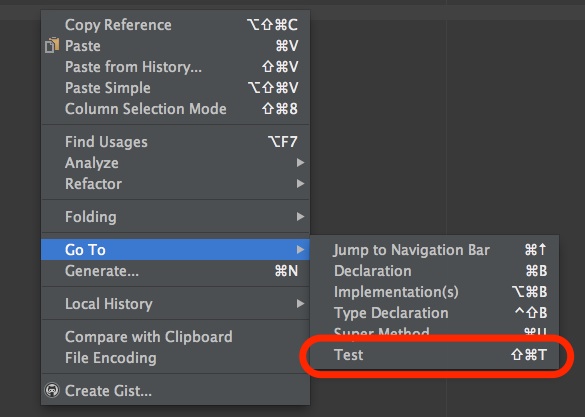 Copy Reference ⌥⇧⌘C
Paste ⌘V
Paste from History... ⇧⌘V
Paste Simple ⌥⇧⌘V
Column Selection Mode ⇧⌘8
Find Usages ⌥F7
Analyze
Refactor
Folding
Go To
Generate... ⌘N
Local History
Compare with Clipboard
File Encoding
Create Gist...
Jump to Navigation Bar ⌘↑
Declaration ⌘B
Implementation(s) ⌥⌘B
Type Declaration ^⇧B
Super Method ⌘U
Test ⇧⌘T